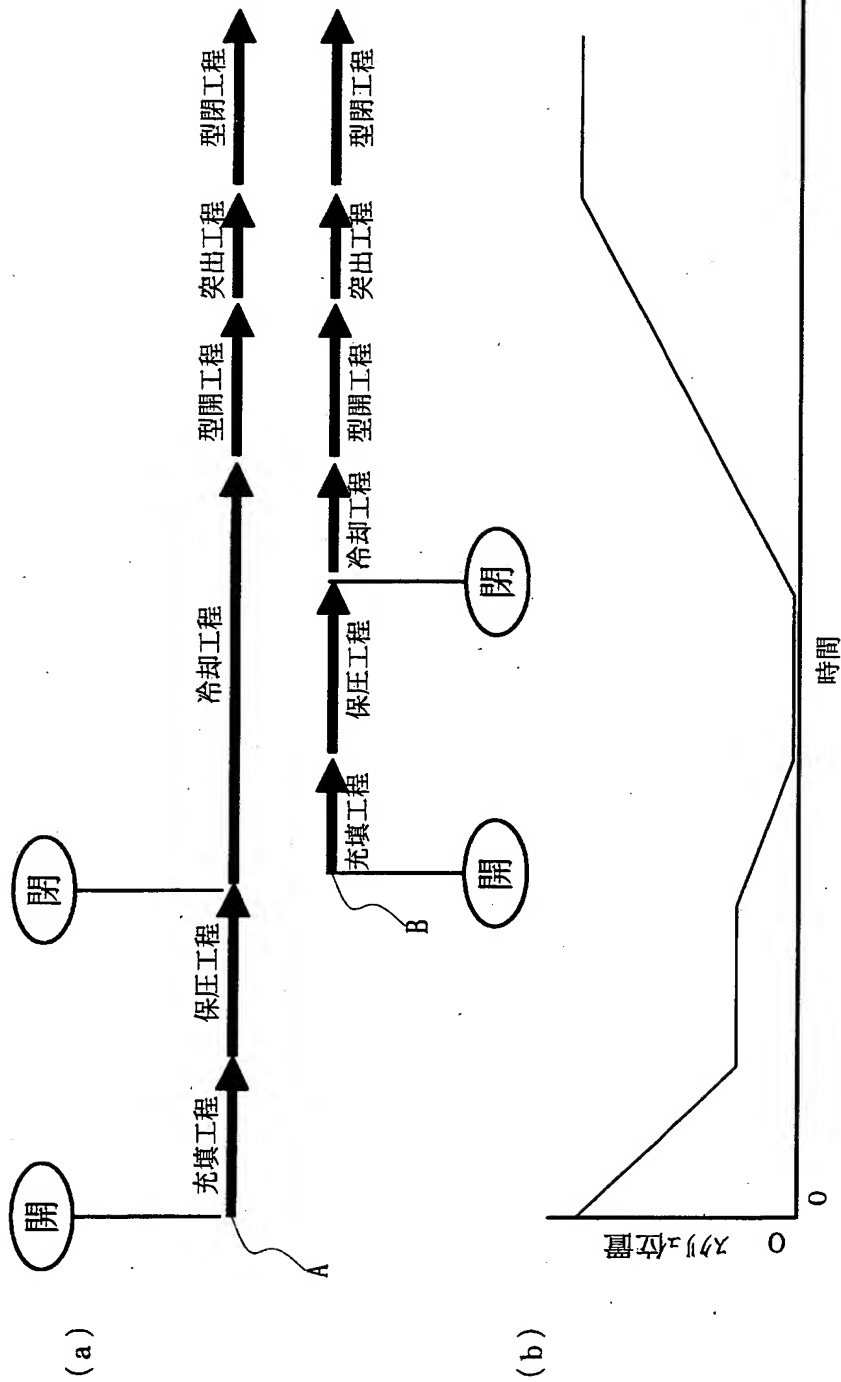 (a)
開
閉
充填工程
保圧工程
冷却工程
型開工程
突出工程
型閉工程
A
充填工程
保圧工程
冷却工程
型開工程
突出工程
型閉工程
B
開
閉
(b)
スクリュ位置
0
0
時間